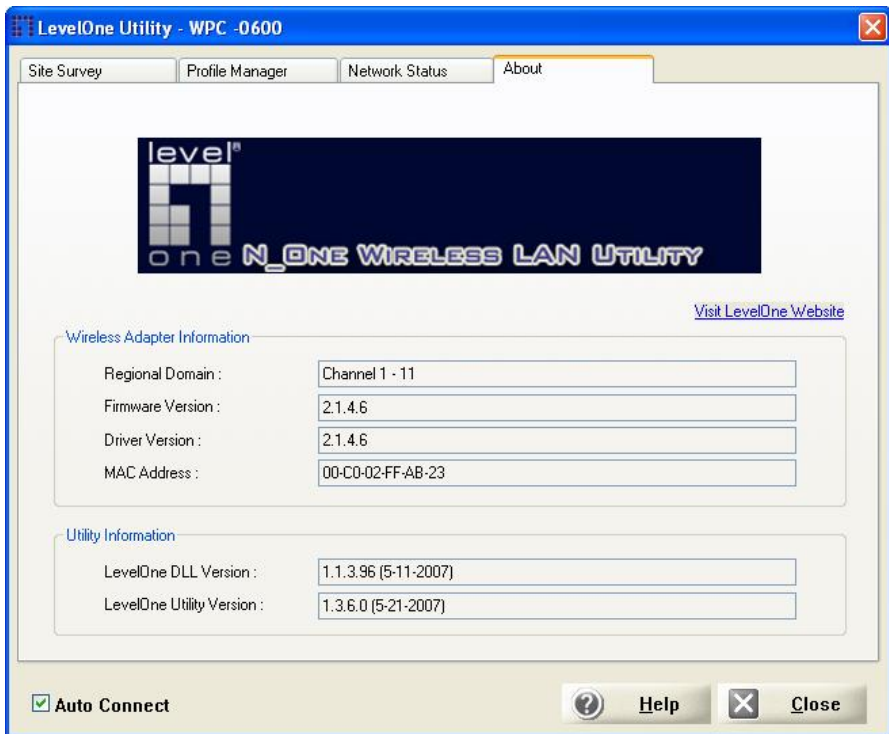 LevelOne Utility - WPC -0600
Site Survey
Profile Manager
Network Status
About
level®
one
N_One Wireless LAN Utility
Visit LevelOne Website
Wireless Adapter Information
Regional Domain : Channel 1 - 11
Firmware Version : 2.1.4.6
Driver Version : 2.1.4.6
MAC Address : 00-C0-02-FF-AB-23
Utility Information
LevelOne DLL Version : 1.1.3.96 (5-11-2007)
LevelOne Utility Version : 1.3.6.0 (5-21-2007)
Auto Connect
Help
Close